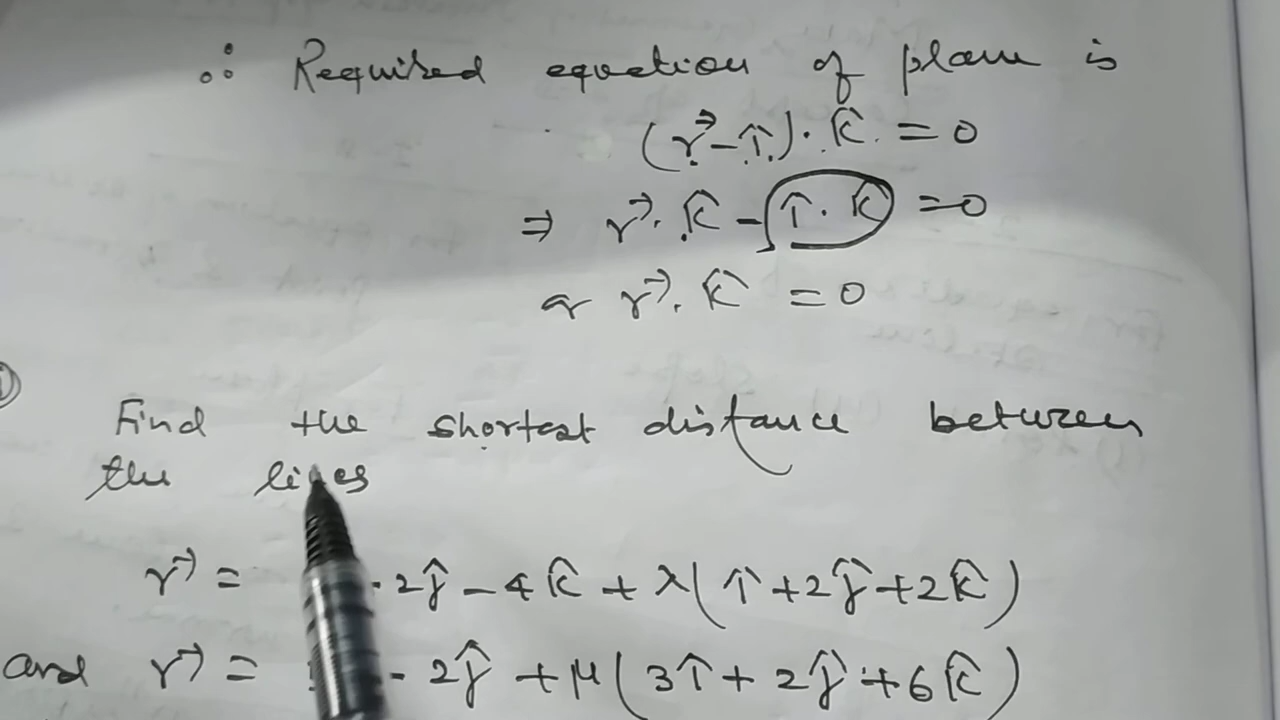 ∴ Required equation of plane is
(r⃗ - î) · k̂ = 0
⇒ r⃗ · k̂ - î · k̂ = 0
or r⃗ · k̂ = 0
Find the shortest distance between
the lines
r⃗ = - 2ĵ - 4k̂ + λ(î + 2ĵ + 2k̂)
and r⃗ = - 2ĵ + μ(3î + 2ĵ + 6k̂)